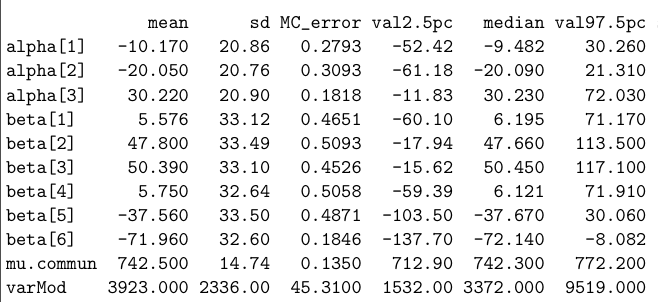 mean sd MC_error val2.5pc median val97.5pc
alpha[1] -10.170 20.86 0.2793 -52.42 -9.482 30.260
alpha[2] -20.050 20.76 0.3093 -61.18 -20.090 21.310
alpha[3] 30.220 20.90 0.1818 -11.83 30.230 72.030
beta[1] 5.576 33.12 0.4651 -60.10 6.195 71.170
beta[2] 47.800 33.49 0.5093 -17.94 47.660 113.500
beta[3] 50.390 33.10 0.4526 -15.62 50.450 117.100
beta[4] 5.750 32.64 0.5058 -59.39 6.121 71.910
beta[5] -37.560 33.50 0.4871 -103.50 -37.670 30.060
beta[6] -71.960 32.60 0.1846 -137.70 -72.140 -8.082
mu.commun 742.500 14.74 0.1350 712.90 742.300 772.200
varMod 3923.000 2336.00 45.3100 1532.00 3372.000 9519.000